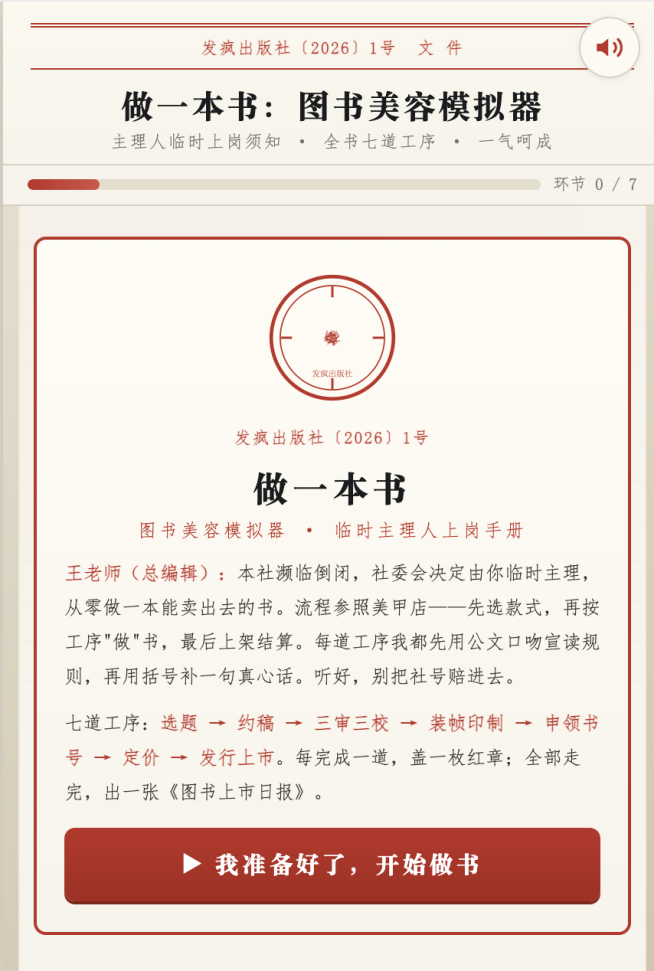 发疯出版社〔2026〕1号 文 件
做一本书：图书美容模拟器
主理人临时上岗须知 • 全书七道工序 • 一气呵成
环节 0 / 7
发疯出版社
发疯出版社〔2026〕1号
做一本书
图书美容模拟器 • 临时主理人上岗手册
王老师（总编辑）：本社濒临倒闭，社委会决定由你临时主理，
从零做一本能卖出去的书。流程参照美甲店——先选款式，再按
工序"做"书，最后上架结算。每道工序我都先用公文口吻宣读规
则，再用括号补一句真心话。听好，别把社号赔进去。
七道工序：选题 → 约稿 → 三审三校 → 装帧印制 → 申领书
号 → 定价 → 发行上市。每完成一道，盖一枚红章；全部走
完，出一张《图书上市日报》。
▶ 我准备好了，开始做书